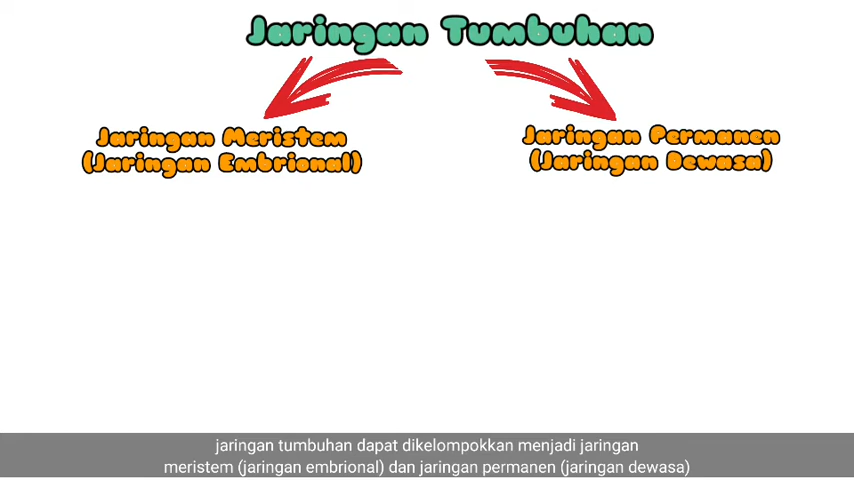 Jaringan Tumbuhan
Jaringan Meristem
(Jaringan Embrional)
Jaringan Permanen
(Jaringan Dewasa)
jaringan tumbuhan dapat dikelompokkan menjadi jaringan
meristem (jaringan embrional) dan jaringan permanen (jaringan dewasa)